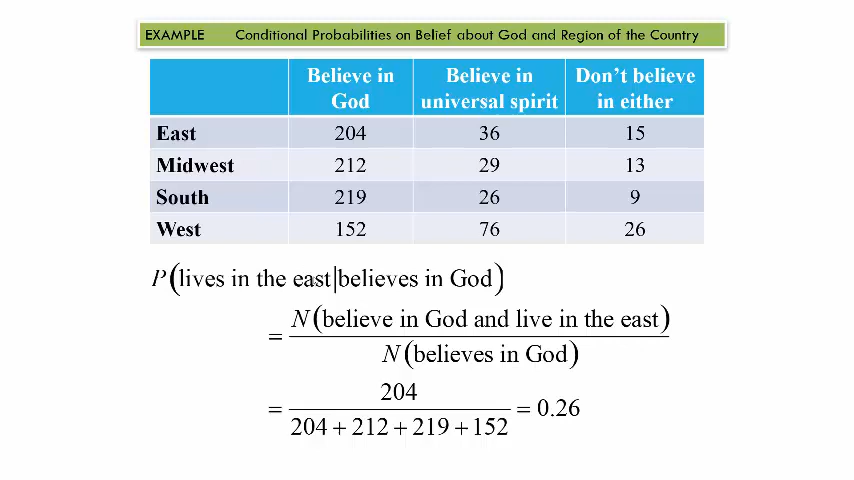 EXAMPLE Conditional Probabilities on Belief about God and Region of the Country
Believe in God Believe in universal spirit Don't believe in either
East 204 36 15
Midwest 212 29 13
South 219 26 9
West 152 76 26
P(lives in the east|believes in God)
= N(believe in God and live in the east)
N(believes in God)
= 204
204 + 212 + 219 + 152 = 0.26